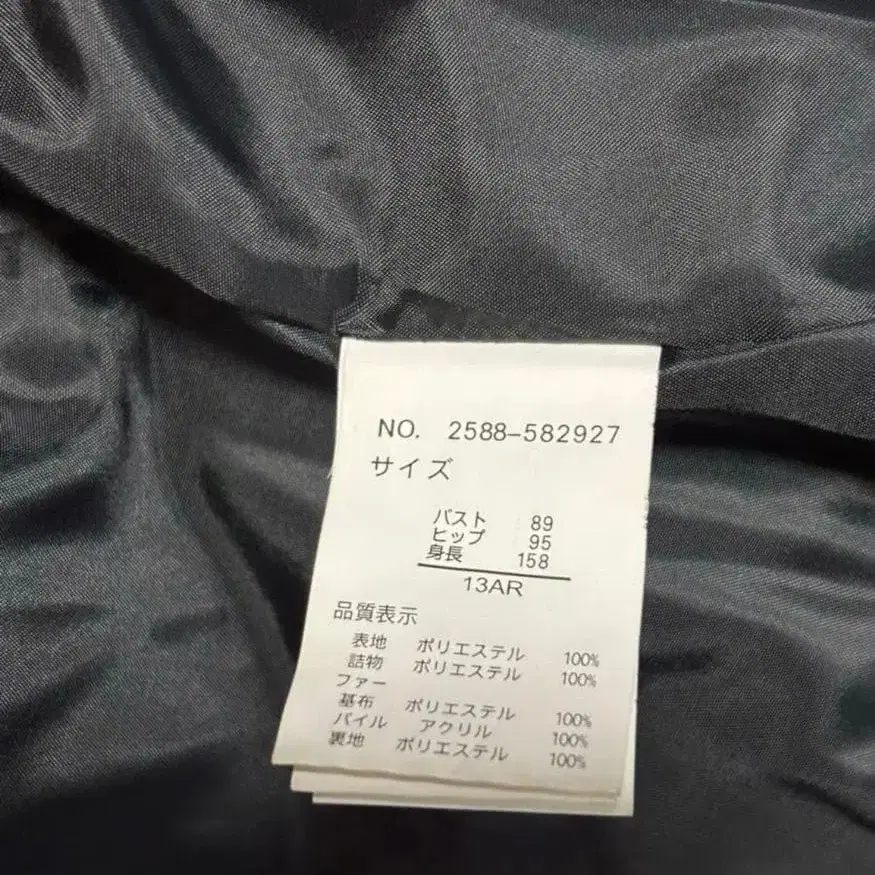 NO. 2588-582927
サイズ
バスト 89
ヒップ 95
身長 158
13AR
品質表示
表地 ポリエステル 100%
詰物 ポリエステル 100%
ファー
基布 ポリエステル 100%
パイル アクリル 100%
裏地 ポリエステル 100%